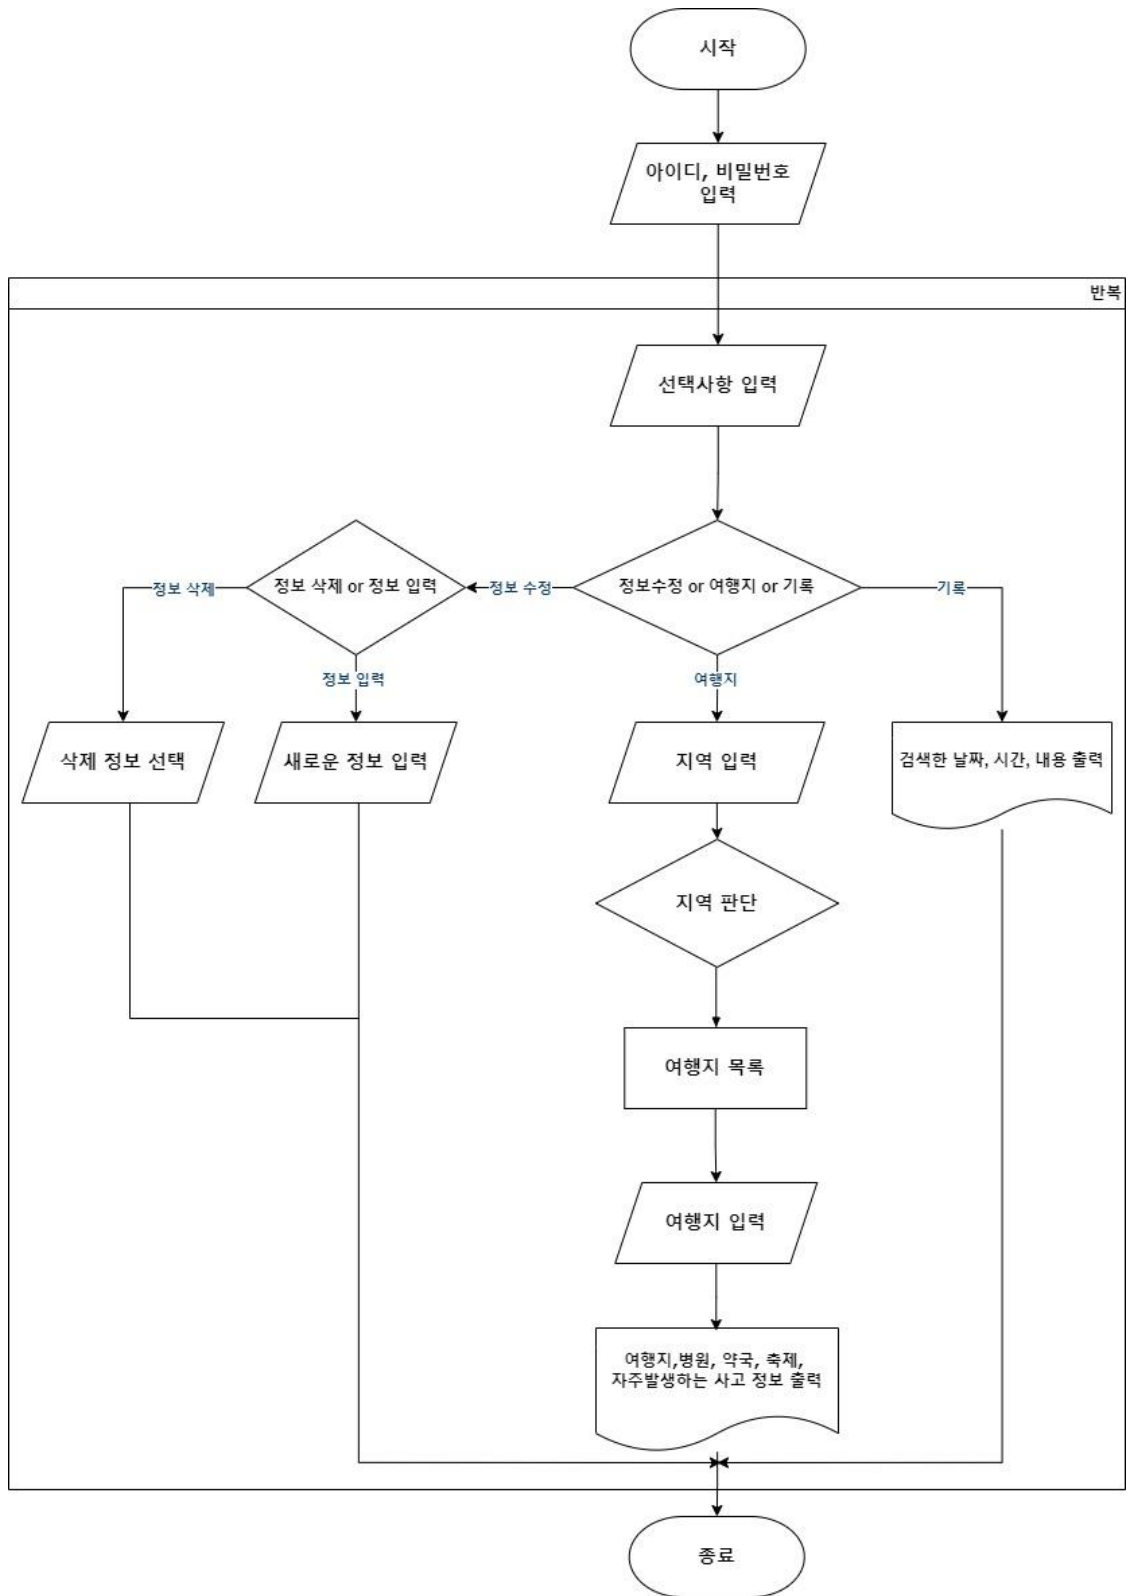 시작
아이디, 비밀번호
입력
반복
선택사항 입력
정보 삭제
정보 삭제 or 정보 입력
정보 수정
정보수정 or 여행지 or 기록
기록
정보 입력
여행지
삭제 정보 선택
새로운 정보 입력
지역 입력
검색한 날짜, 시간, 내용 출력
지역 판단
여행지 목록
여행지 입력
여행지,병원, 약국, 축제,
자주발생하는 사고 정보 출력
종료